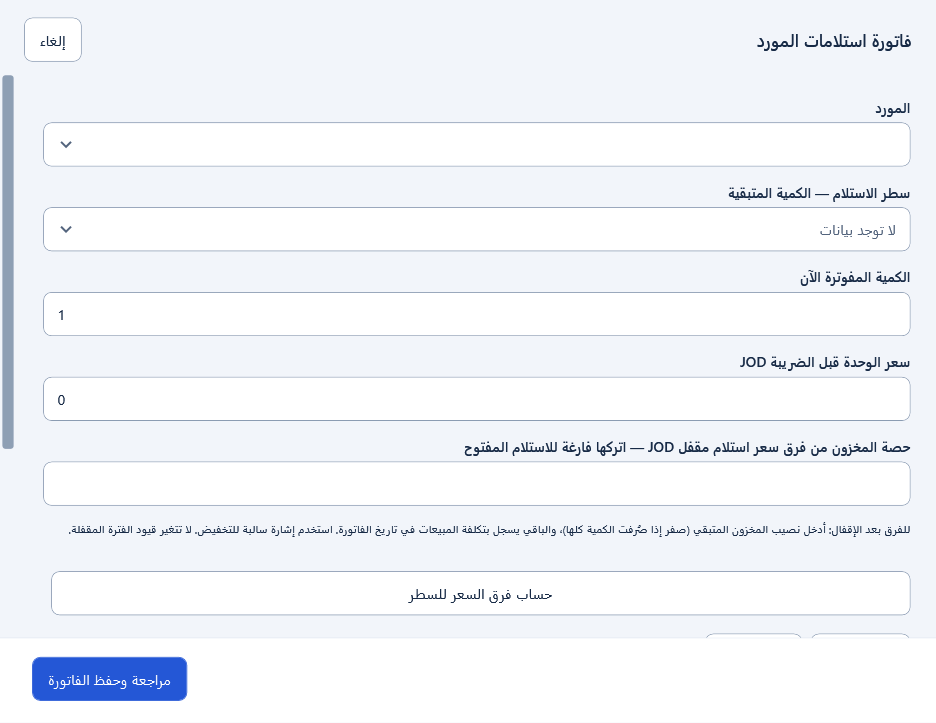 فاتورة استلامات المورد
إلغاء
المورد
سطر الاستلام — الكمية المتبقية
لا توجد بيانات
الكمية المفوترة الآن
1
سعر الوحدة قبل الضريبة JOD
0
حصة المخزون من فرق سعر استلام مقفل JOD — اتركها فارغة للاستلام المفتوح
للفرق بعد الإقفال: أدخل نصيب المخزون المتبقي (صفر إذا صُرفت الكمية كلها)، والباقي يسجل بتكلفة المبيعات في تاريخ الفاتورة. استخدم إشارة سالبة للتخفيض. لا تتغير قيود الفترة المقفلة.
حساب فرق السعر للسطر
مراجعة وحفظ الفاتورة